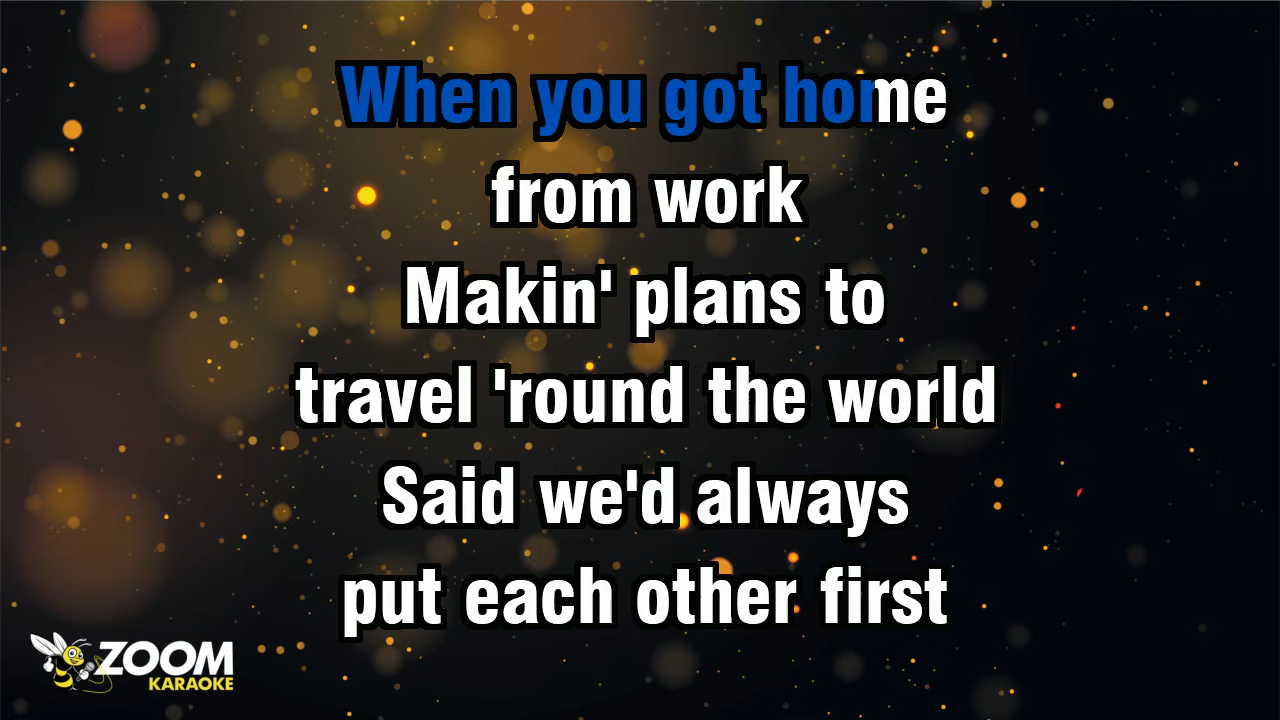 When you got home
from work
Makin' plans to
travel 'round the world
Said we'd always
put each other first
ZOOM
KARAOKE